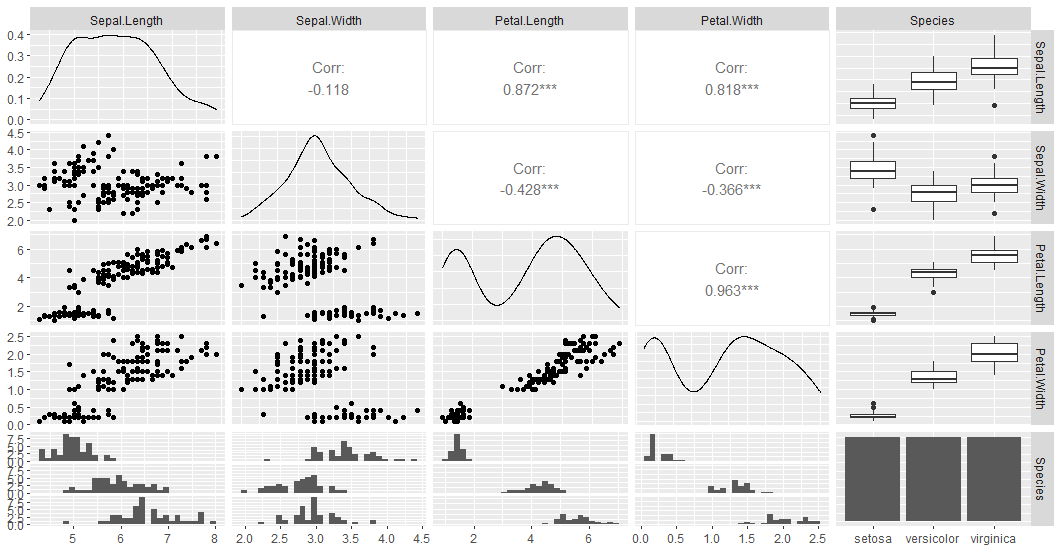 Sepal.Length Sepal.Width Petal.Length Petal.Width Species
0.4
0.3
0.2
0.1
0.0
Corr:
-0.118
Corr:
0.872***
Corr:
0.818***
Sepal.Length
4.5
4.0
3.5
3.0
2.5
2.0
Corr:
-0.428***
Corr:
-0.366***
Sepal.Width
6
4
2
Corr:
0.963***
Petal.Length
2.5
2.0
1.5
1.0
0.5
0.0
Petal.Width
7.5
5.0
2.5
0.0
7.5
5.0
2.5
0.0
7.5
5.0
2.5
0.0
Species
5 6 7 8 2.0 2.5 3.0 3.5 4.0 4.5 2 4 6 0.0 0.5 1.0 1.5 2.0 2.5 setosa versicolor virginica